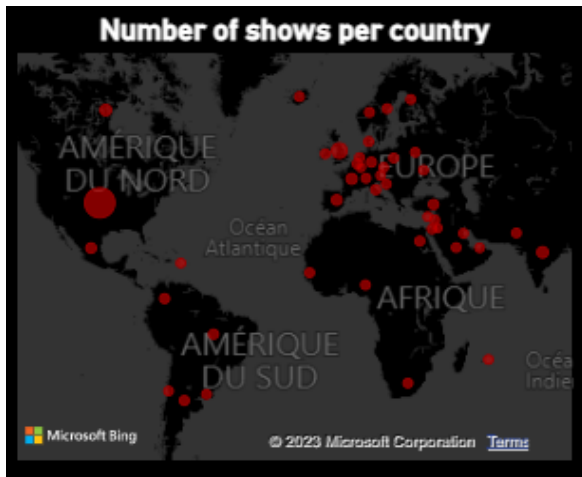 Number of shows per country
AMÉRIQUE
DU NORD
EUROPE
Océan
Atlantique
AFRIQUE
AMÉRIQUE
DU SUD
Océa
Indien
Microsoft Bing
© 2023 Microsoft Corporation Terms